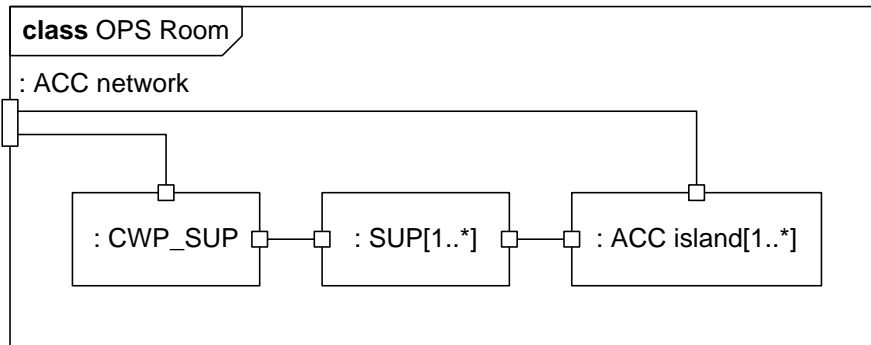 class OPS Room
: ACC network
: CWP_SUP
: SUP[1..*]
: ACC island[1..*]